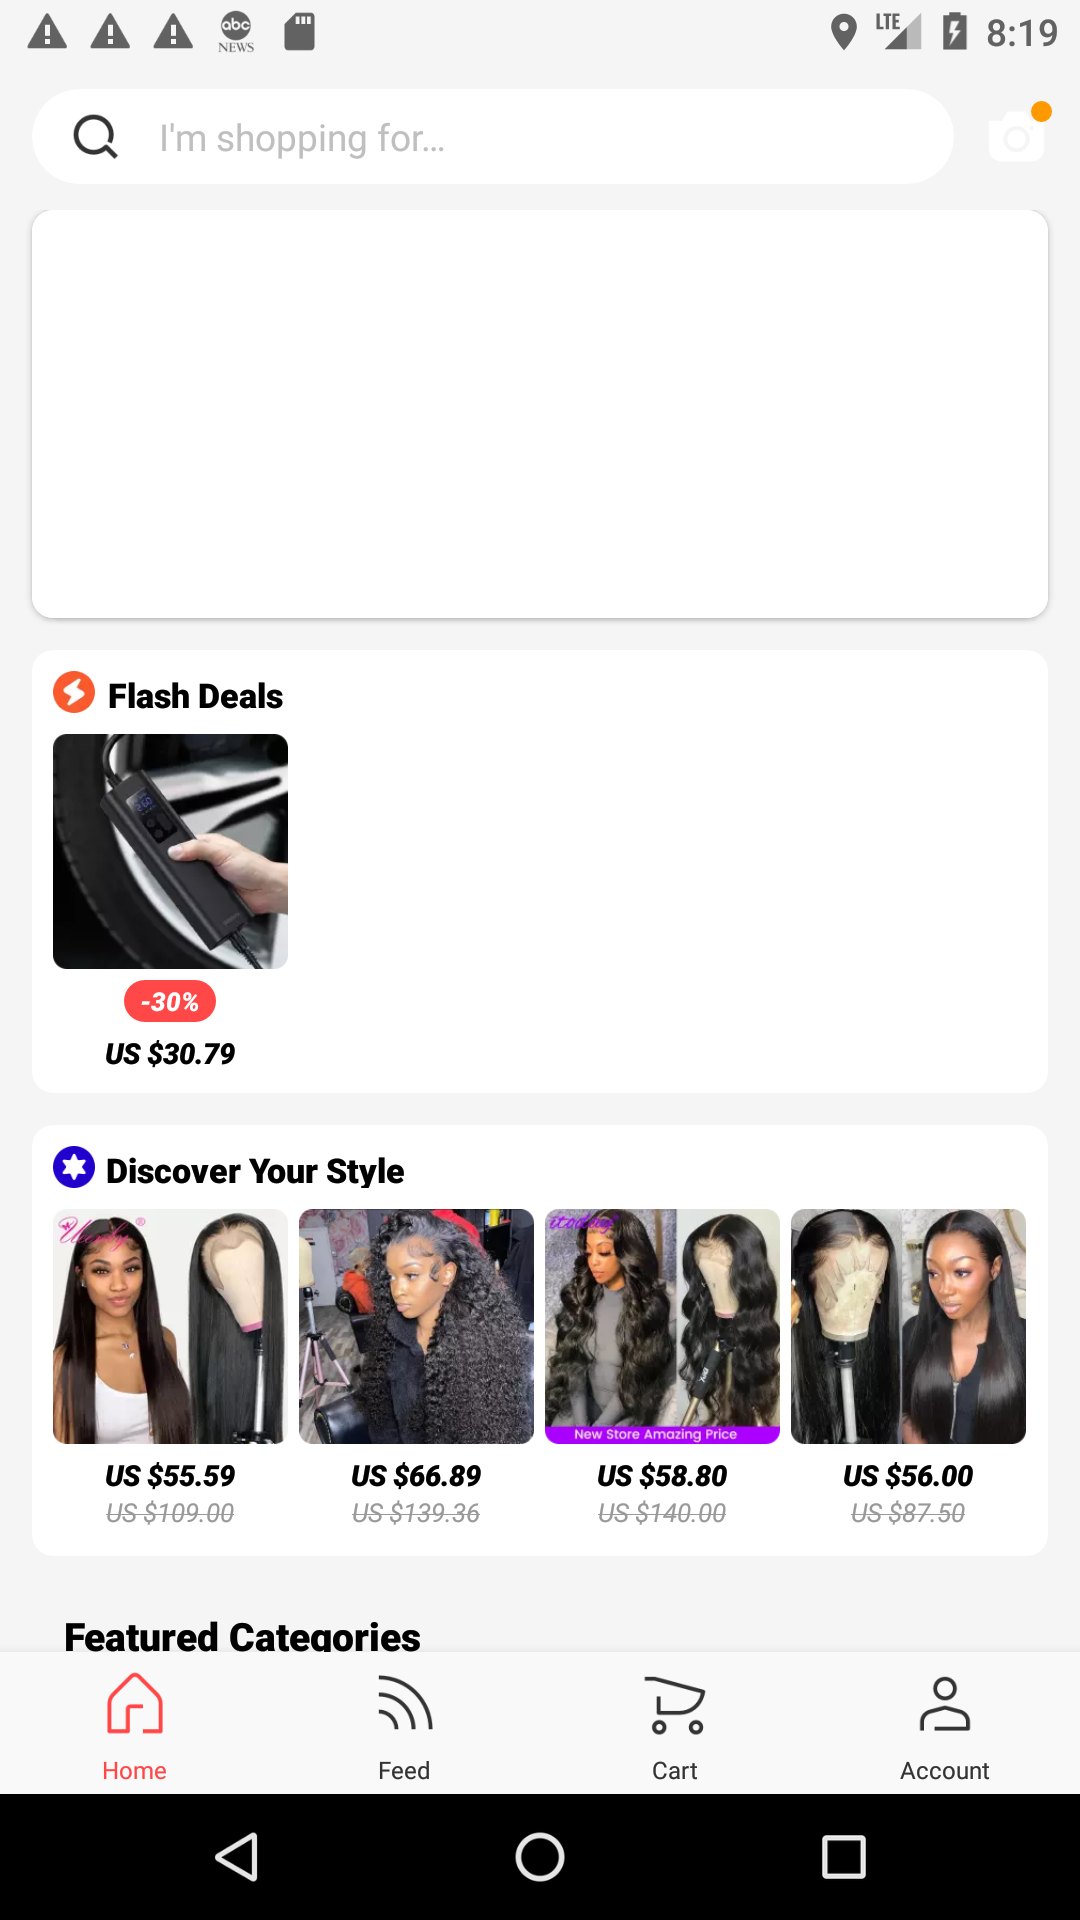 abc
NEWS
LTE
8:19
I'm shopping for...
Flash Deals
-30%
US $30.79
Discover Your Style
New Store Amazing Price
US $55.59
US $66.89
US $58.80
US $56.00
US $109.00
US $139.36
US $140.00
US $87.50
Featured Categories
Home
Feed
Cart
Account